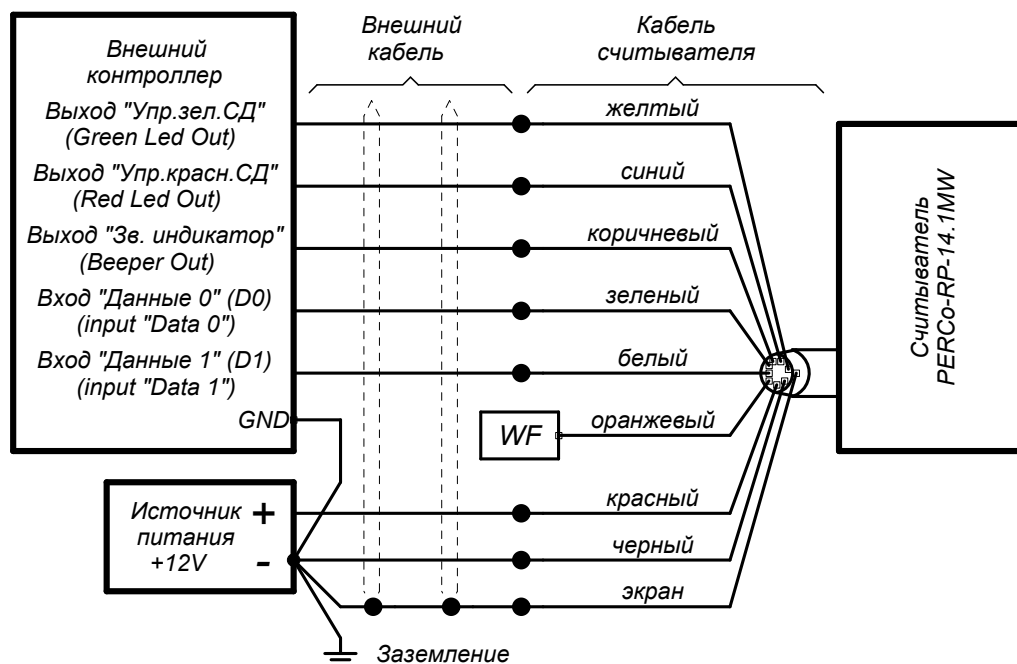 Внешний
контроллер
Выход "Упр.зел.СД"
(Green Led Out)
Выход "Упр.красн.СД"
(Red Led Out)
Выход "Зв. индикатор"
(Beeper Out)
Вход "Данные 0" (D0)
(input "Data 0")
Вход "Данные 1" (D1)
(input "Data 1")
GND
Источник
питания
+12V
+
-
Внешний
кабель
Кабель
считывателя
желтый
синий
коричневый
зеленый
белый
WF
оранжевый
красный
черный
экран
Заземление
Считыватель
PERCo-RP-14.1MW